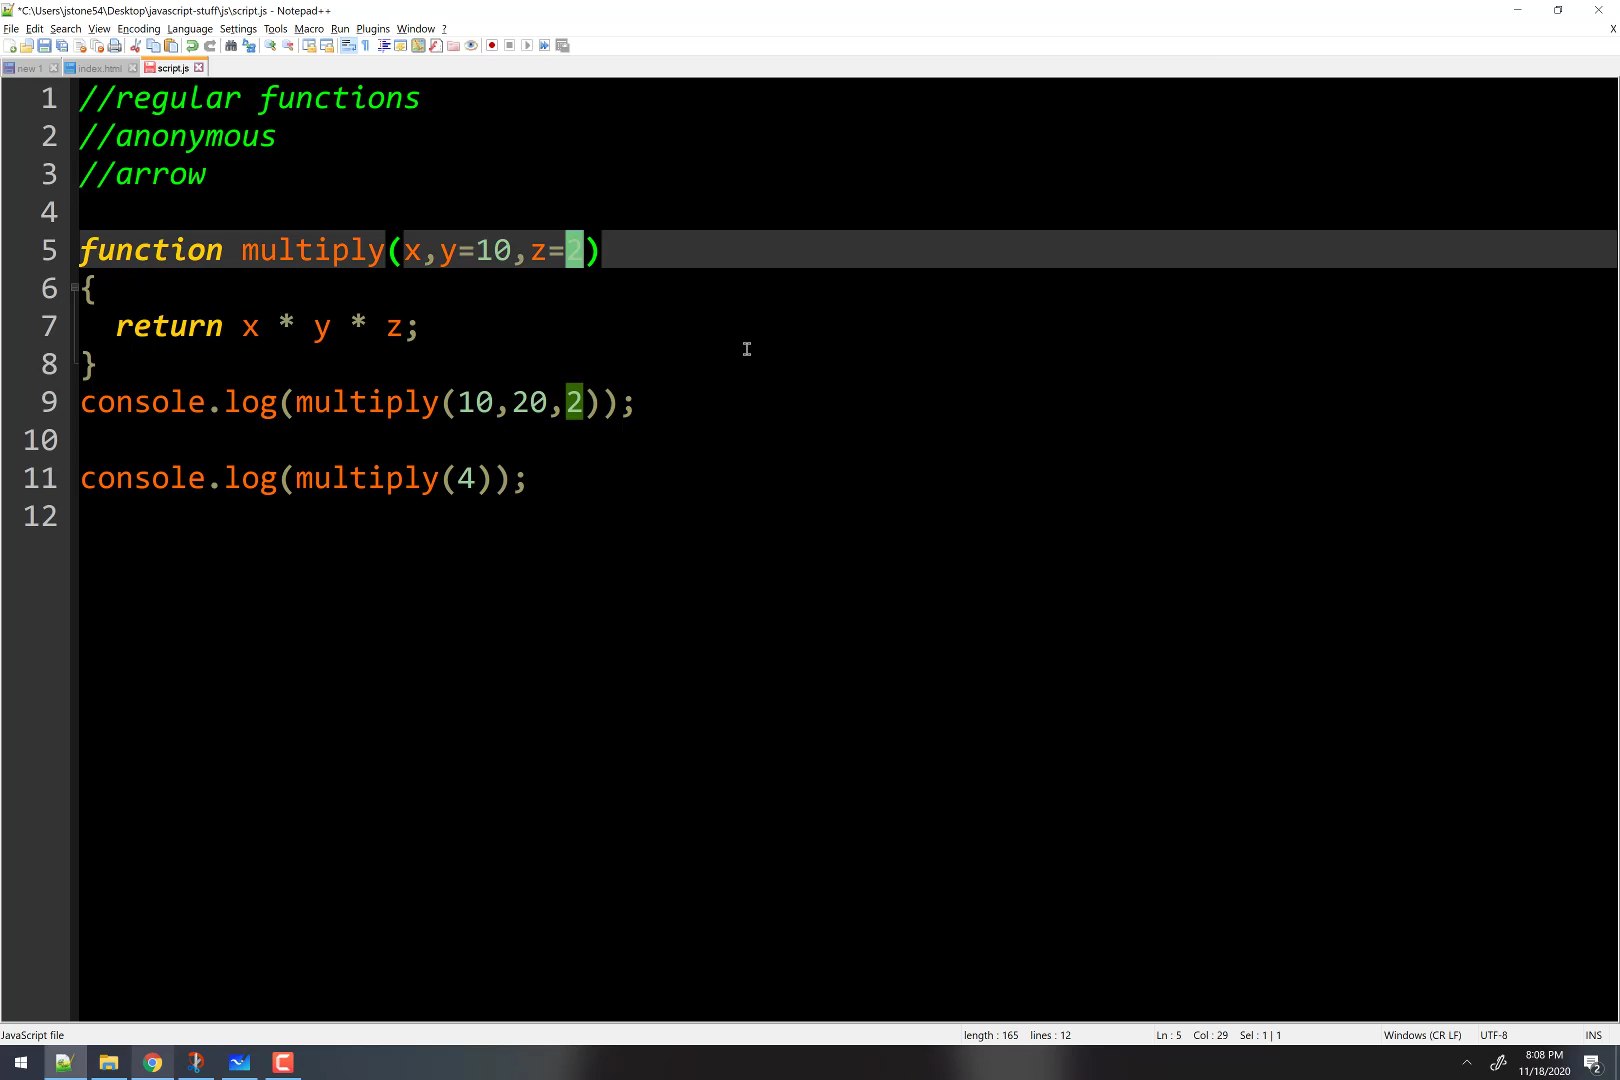 *C:\Users\jstone54\Desktop\javascript-stuff\js\script.js - Notepad++
File Edit Search View Encoding Language Settings Tools Macro Run Plugins Window ? X
new 1 index.html script.js
1 //regular functions
2 //anonymous
3 //arrow
4
5 function multiply(x,y=10,z=2)
6 {
7 return x * y * z;
8 }
9 console.log(multiply(10,20,2));
10
11 console.log(multiply(4));
12
JavaScript file length : 165 lines : 12 Ln : 5 Col : 29 Sel : 1 | 1 Windows (CR LF) UTF-8 INS
8:08 PM
11/18/2020
2